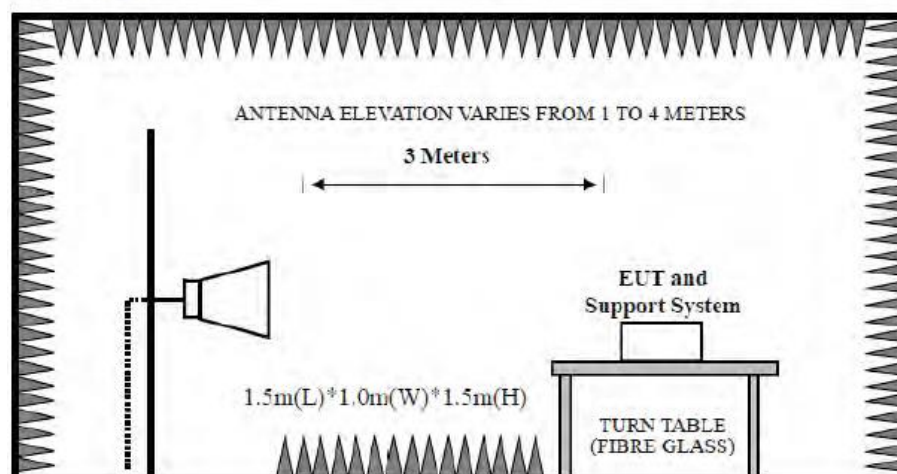 ANTENNA ELEVATION VARIES FROM 1 TO 4 METERS
3 Meters
EUT and
Support System
1.5m(L)*1.0m(W)*1.5m(H)
TURN TABLE
(FIBRE GLASS)